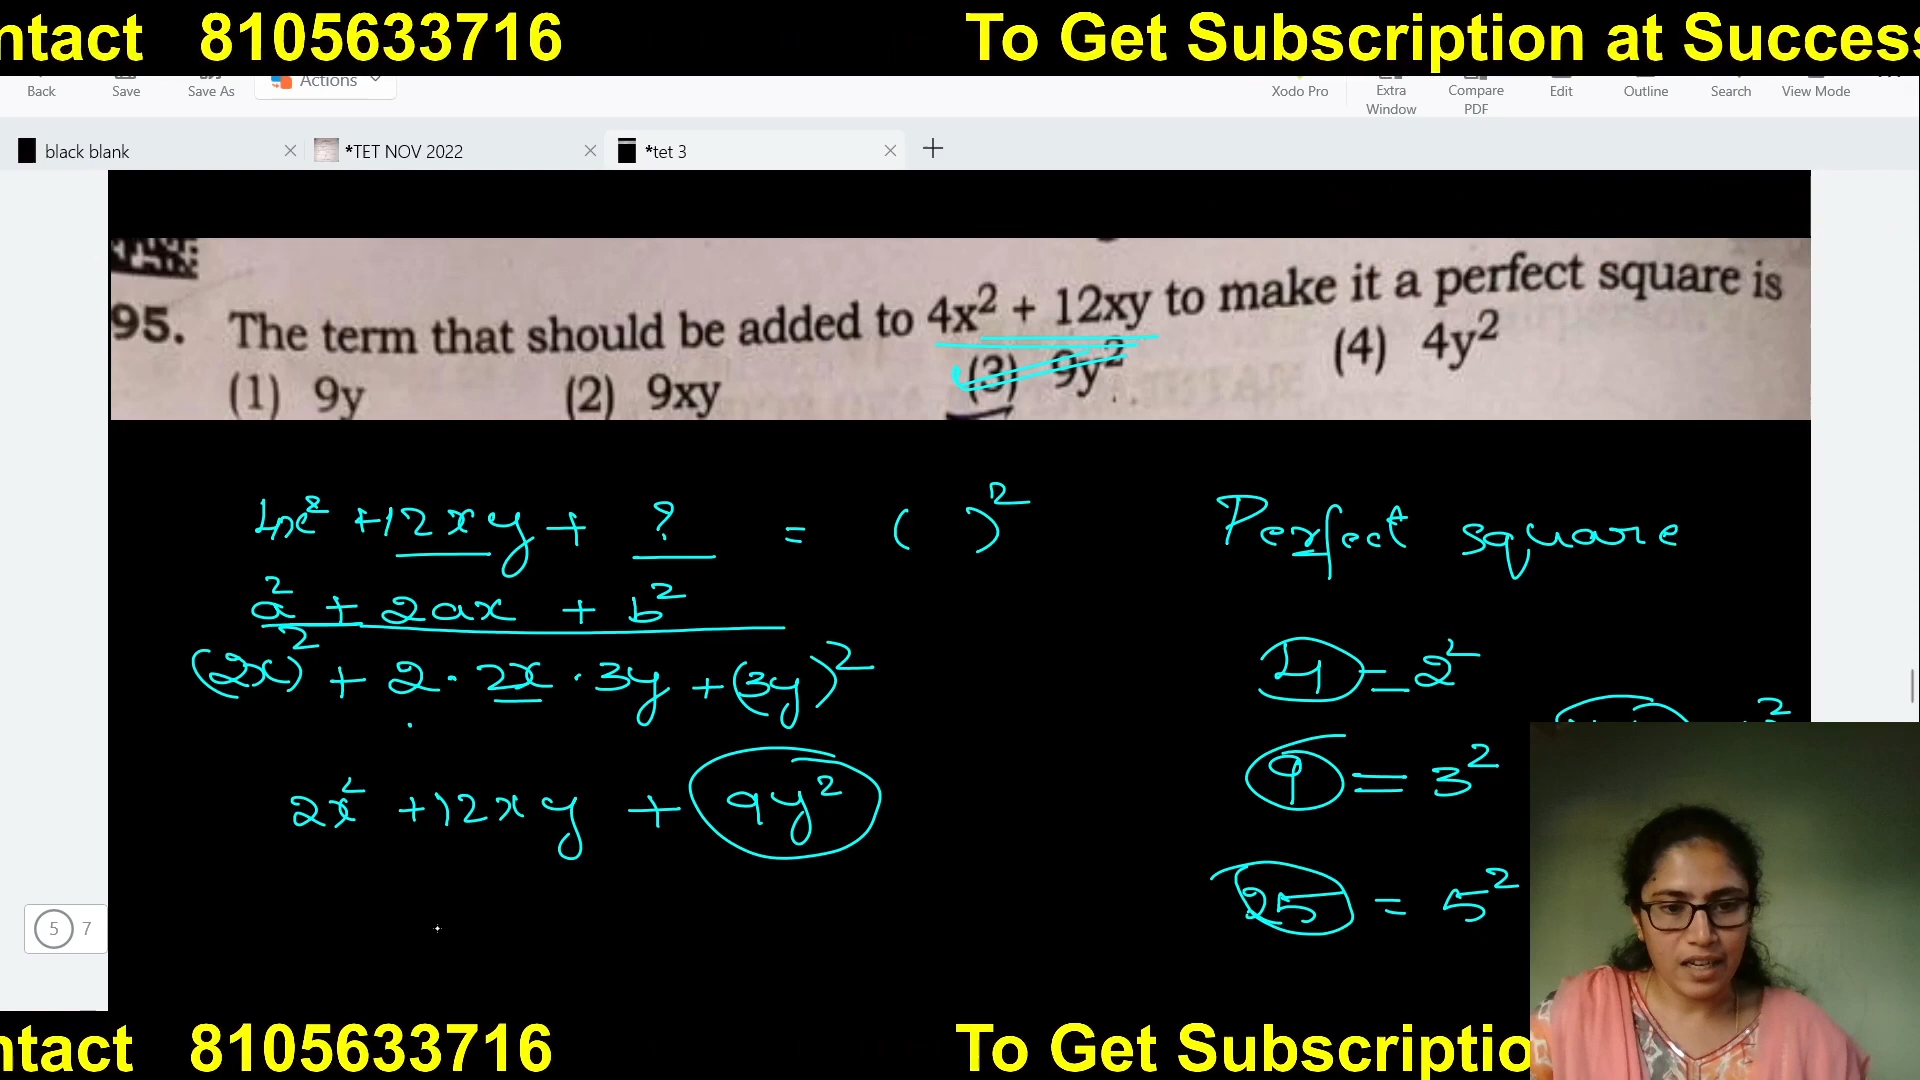 ntact 8105633716 To Get Subscription at Success
Back Save Save As Actions Xodo Pro Extra Window Compare PDF Edit Outline Search View Mode
black blank *TET NOV 2022 *tet 3
95. The term that should be added to 4x² + 12xy to make it a perfect square is
(1) 9y (2) 9xy (3) 9y² (4) 4y²
4x² + 12xy + ? = ( )²
Perfect square
a² + 2ax + b²
(2x)² + 2 · 2x · 3y + (3y)²
4 = 2²
2x² + 12xy + 9y²
9 = 3²
25 = 5²
5 7
ntact 8105633716 To Get Subscriptio